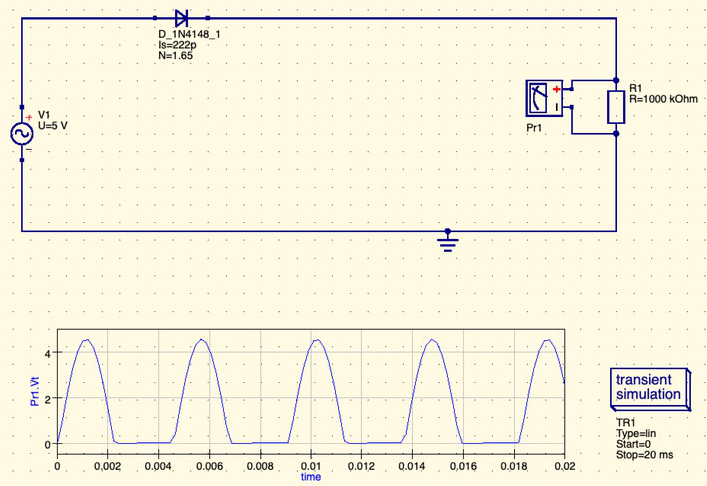 D_1N4148_1
Is=222p
N=1.65
V1
U=5 V
+
−
+
Pr1
R1
R=1000 kOhm
Pr1.Vt
4
2
0
0
0.002
0.004
0.006
0.008
0.01
0.012
0.014
0.016
0.018
0.02
time
transient
simulation
TR1
Type=lin
Start=0
Stop=20 ms